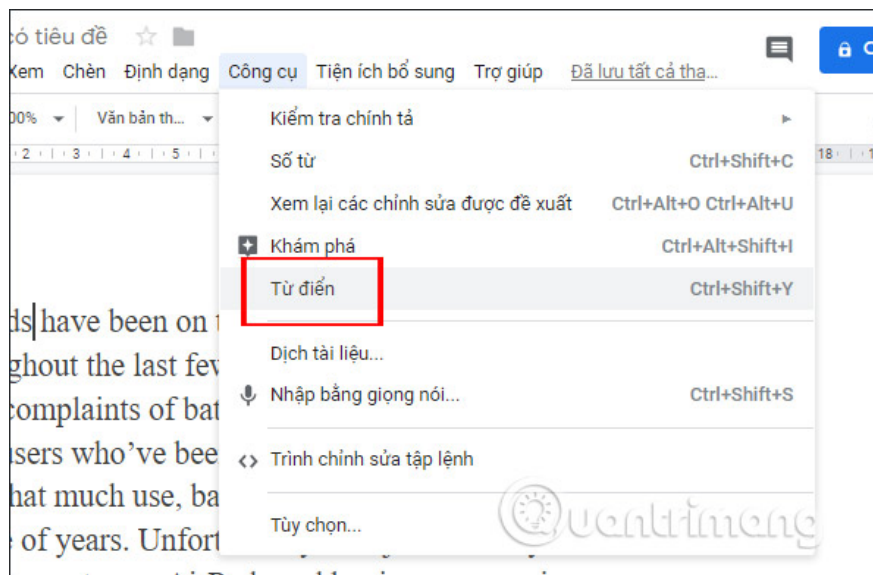 có tiêu đề
Xem Chèn Định dạng Công cụ Tiện ích bổ sung Trợ giúp Đã lưu tất cả tha...
00% Văn bản th...
2 3 4 5 18
Kiểm tra chính tả
Số từ Ctrl+Shift+C
Xem lại các chỉnh sửa được đề xuất Ctrl+Alt+O Ctrl+Alt+U
Khám phá Ctrl+Alt+Shift+I
Từ điển Ctrl+Shift+Y
Dịch tài liệu...
Nhập bằng giọng nói... Ctrl+Shift+S
Trình chỉnh sửa tập lệnh
Tùy chọn...
ds have been on t
ghout the last few
complaints of bat
users who've bee
hat much use, ba
of years. Unfort
Quantrimang